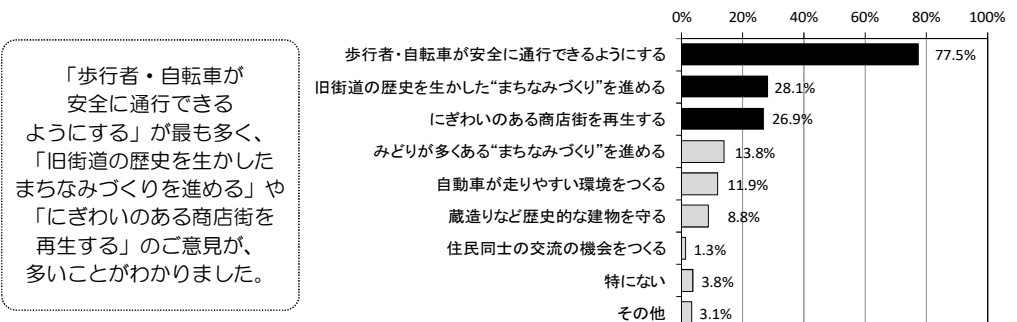 「歩行者・自転車が
安全に通行できる
ようにする」が最も多く、
「旧街道の歴史を生かした
まちなみづくりを進める」や
「にぎわいのある商店街を
再生する」のご意見が、
多いことがわかりました。
0% 20% 40% 60% 80% 100%
歩行者・自転車が安全に通行できるようにする 77.5%
旧街道の歴史を生かした“まちなみづくり”を進める 28.1%
にぎわいのある商店街を再生する 26.9%
みどりが多くある“まちなみづくり”を進める 13.8%
自動車が走りやすい環境をつくる 11.9%
蔵造りなど歴史的な建物を守る 8.8%
住民同士の交流の機会をつくる 1.3%
特にない 3.8%
その他 3.1%